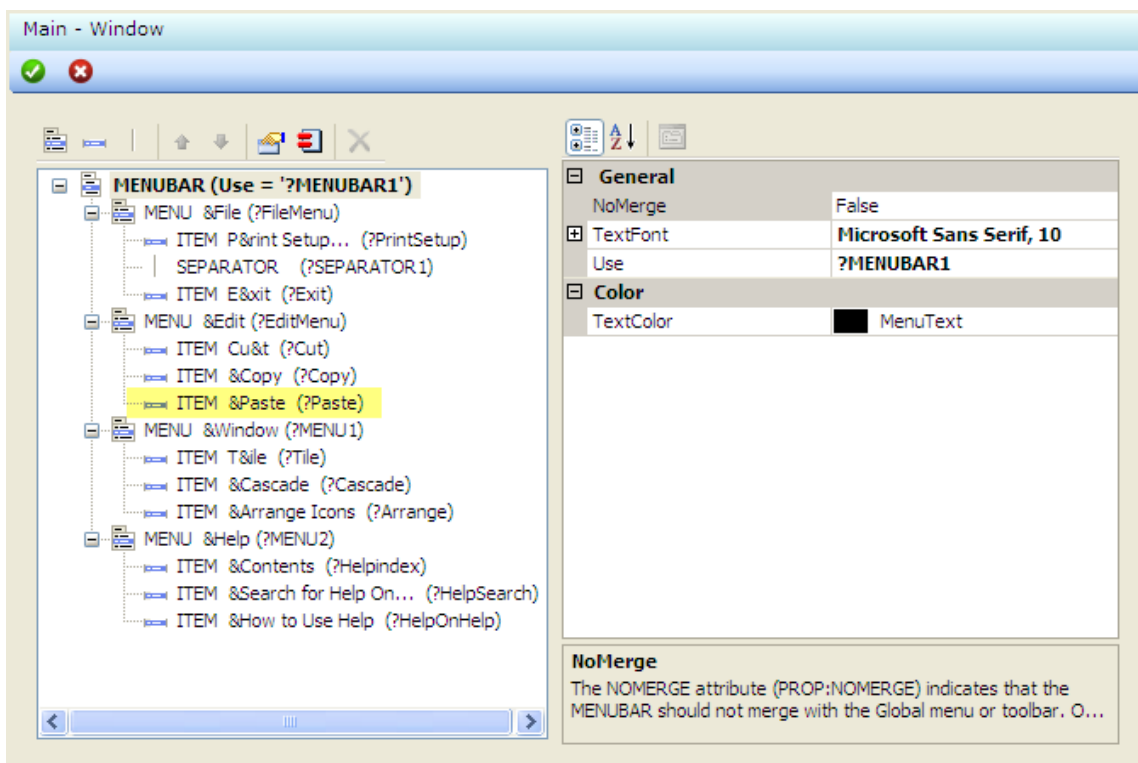 Main - Window
MENUBAR (Use = '?MENUBAR1')
MENU &File (?FileMenu)
ITEM P&rint Setup... (?PrintSetup)
SEPARATOR (?SEPARATOR1)
ITEM E&xit (?Exit)
MENU &Edit (?EditMenu)
ITEM Cu&t (?Cut)
ITEM &Copy (?Copy)
ITEM &Paste (?Paste)
MENU &Window (?MENU1)
ITEM T&ile (?Tile)
ITEM &Cascade (?Cascade)
ITEM &Arrange Icons (?Arrange)
MENU &Help (?MENU2)
ITEM &Contents (?Helpindex)
ITEM &Search for Help On... (?HelpSearch)
ITEM &How to Use Help (?HelpOnHelp)
A
Z
General
NoMerge False
TextFont Microsoft Sans Serif, 10
Use ?MENUBAR1
Color
TextColor MenuText
NoMerge
The NOMERGE attribute (PROP:NOMERGE) indicates that the
MENUBAR should not merge with the Global menu or toolbar. O...